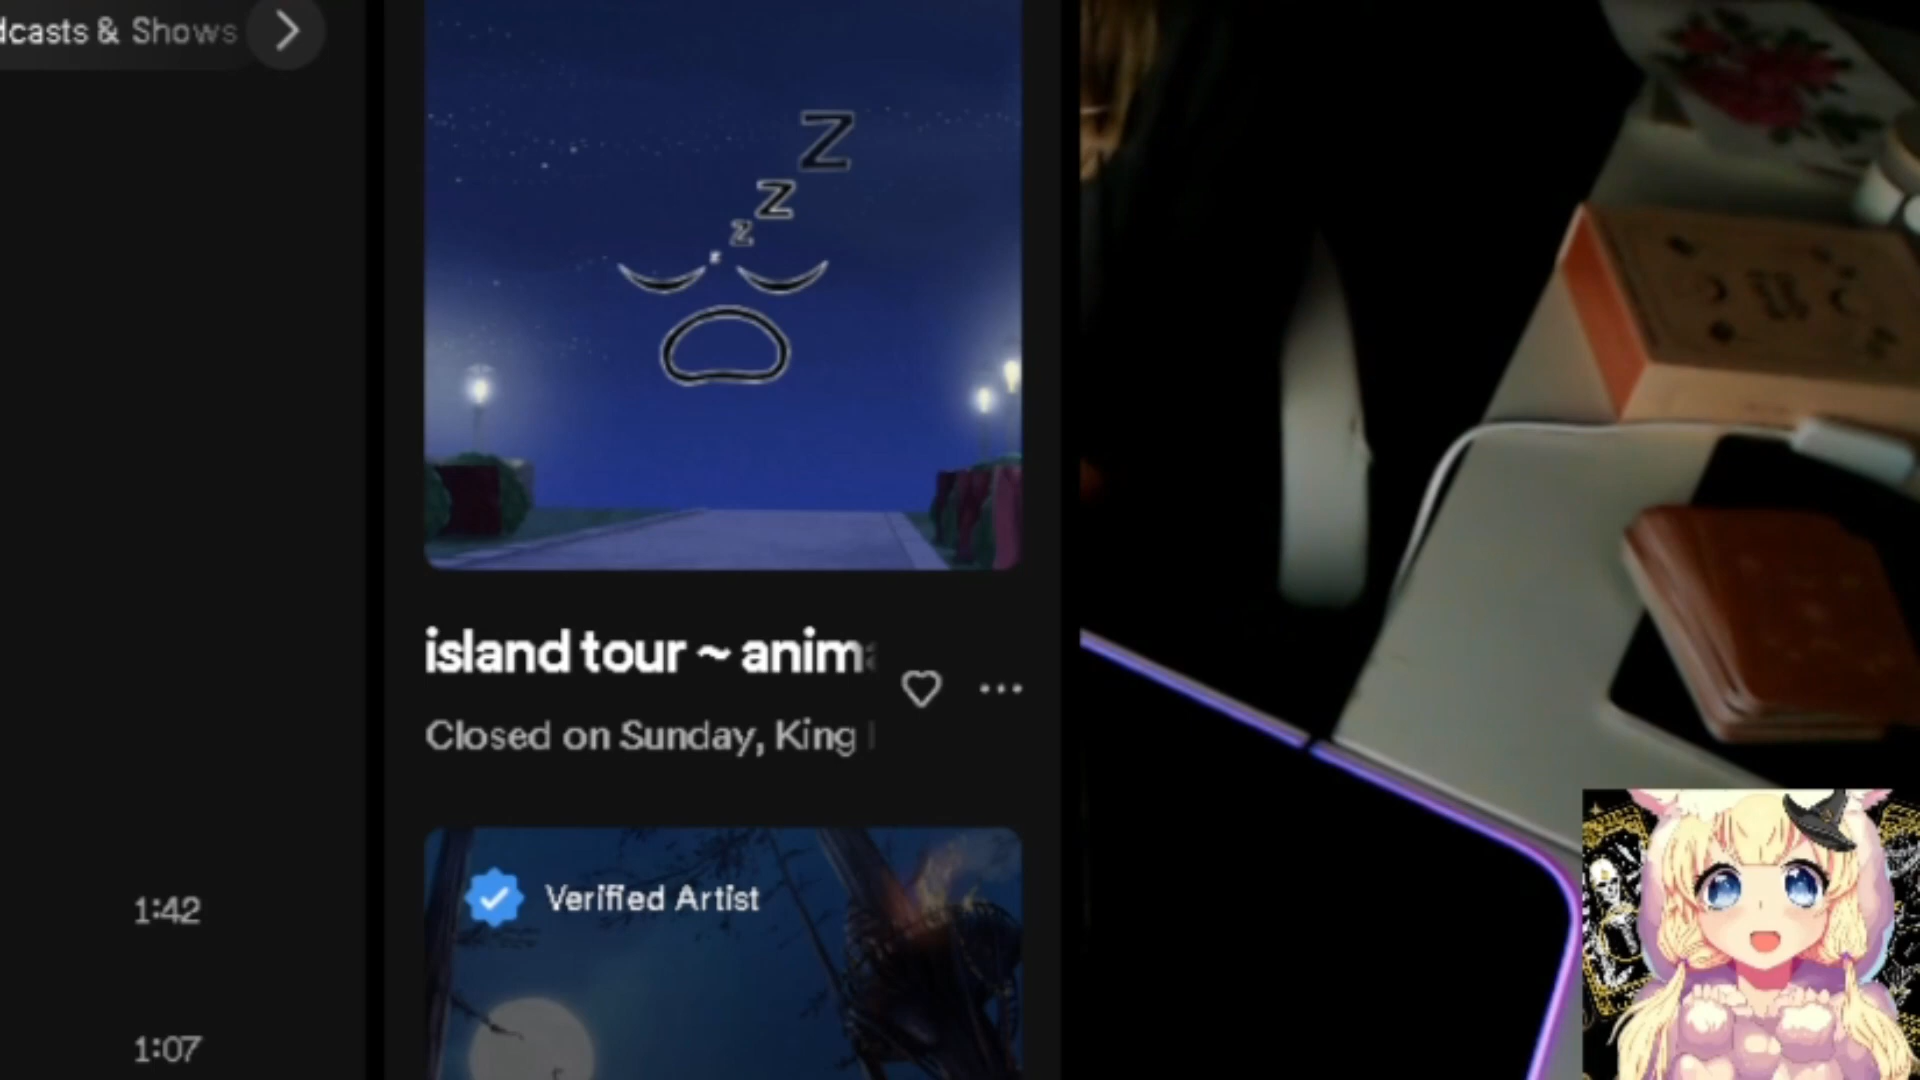 dcasts & Shows
z
z
Z
Z
island tour ~ anim
Closed on Sunday, King
Verified Artist
1:42
1:07